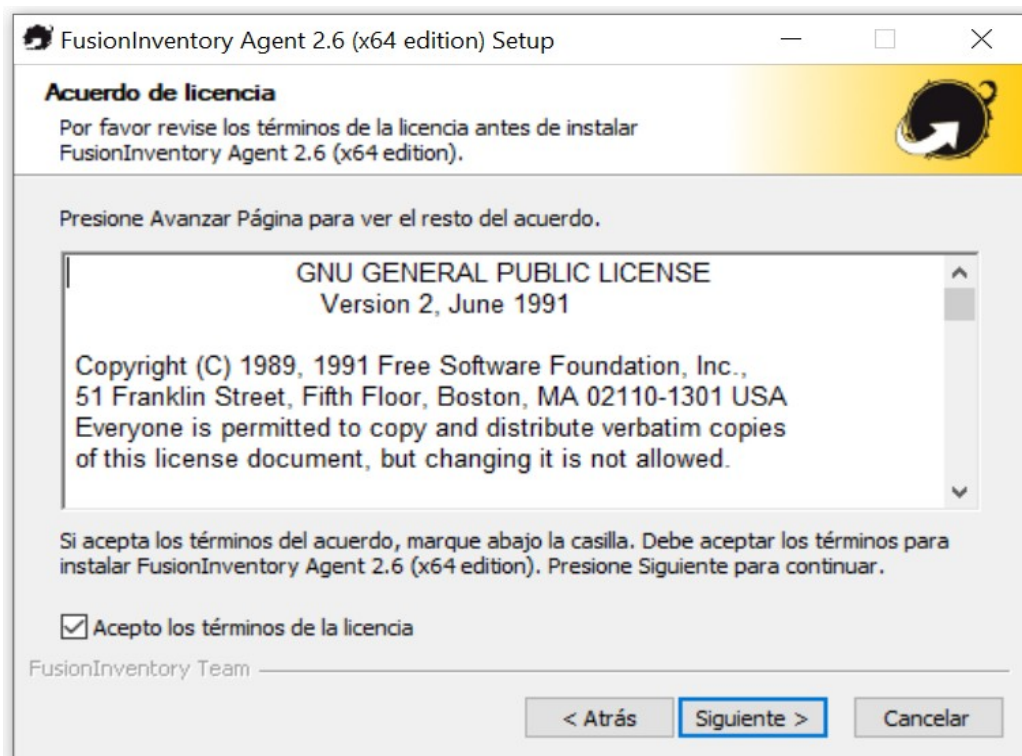 FusionInventory Agent 2.6 (x64 edition) Setup
Acuerdo de licencia
Por favor revise los términos de la licencia antes de instalar
FusionInventory Agent 2.6 (x64 edition).
Presione Avanzar Página para ver el resto del acuerdo.
GNU GENERAL PUBLIC LICENSE
Version 2, June 1991
Copyright (C) 1989, 1991 Free Software Foundation, Inc.,
51 Franklin Street, Fifth Floor, Boston, MA 02110-1301 USA
Everyone is permitted to copy and distribute verbatim copies
of this license document, but changing it is not allowed.
Si acepta los términos del acuerdo, marque abajo la casilla. Debe aceptar los términos para
instalar FusionInventory Agent 2.6 (x64 edition). Presione Siguiente para continuar.
Acepto los términos de la licencia
FusionInventory Team
< Atrás Siguiente > Cancelar